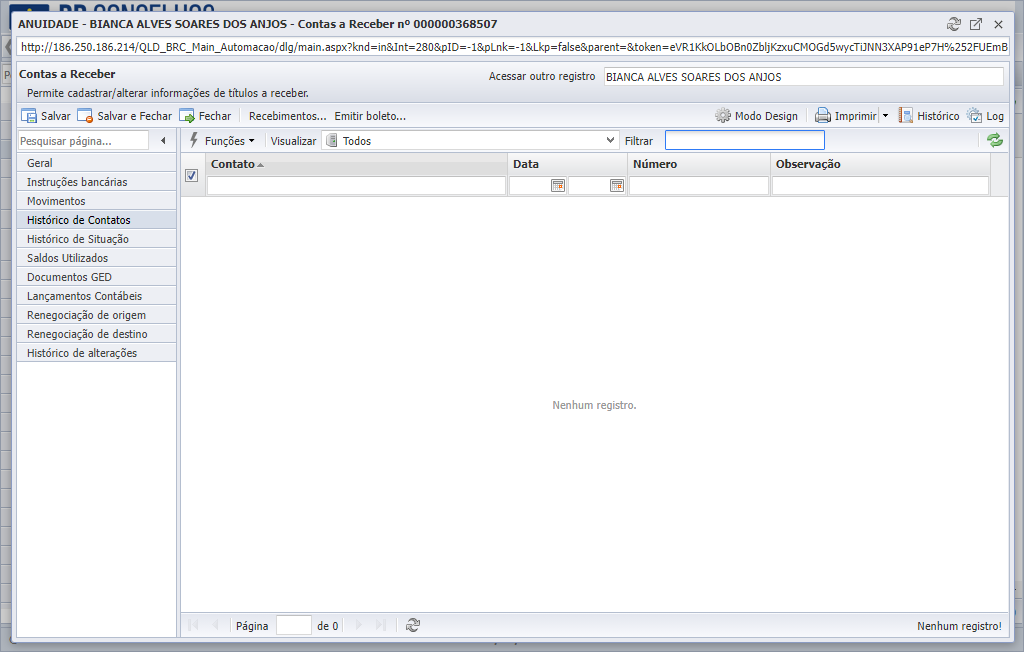 ANUIDADE - BIANCA ALVES SOARES DOS ANJOS - Contas a Receber nº 000000368507
http://186.250.186.214/QLD_BRC_Main_Automacao/dlg/main.aspx?knd=in&Int=280&pID=-1&pLnk=-1&Lkp=false&parent=&token=eVR1KkOLbOBn0ZbljKzxuCMOGd5wycTiJNN3XAP91eP7H%252FUEmB
Contas a Receber
Acessar outro registro BIANCA ALVES SOARES DOS ANJOS
Permite cadastrar/alterar informações de títulos a receber.
Salvar Salvar e Fechar Fechar Recebimentos... Emitir boleto... Modo Design Imprimir Histórico Log
Pesquisar página... Funções Visualizar Todos Filtrar
Contato Data Número Observação
Geral
Instruções bancárias
Movimentos
Histórico de Contatos
Histórico de Situação
Saldos Utilizados
Documentos GED
Lançamentos Contábeis
Renegociação de origem
Renegociação de destino
Histórico de alterações
Nenhum registro.
Página de 0 Nenhum registro!